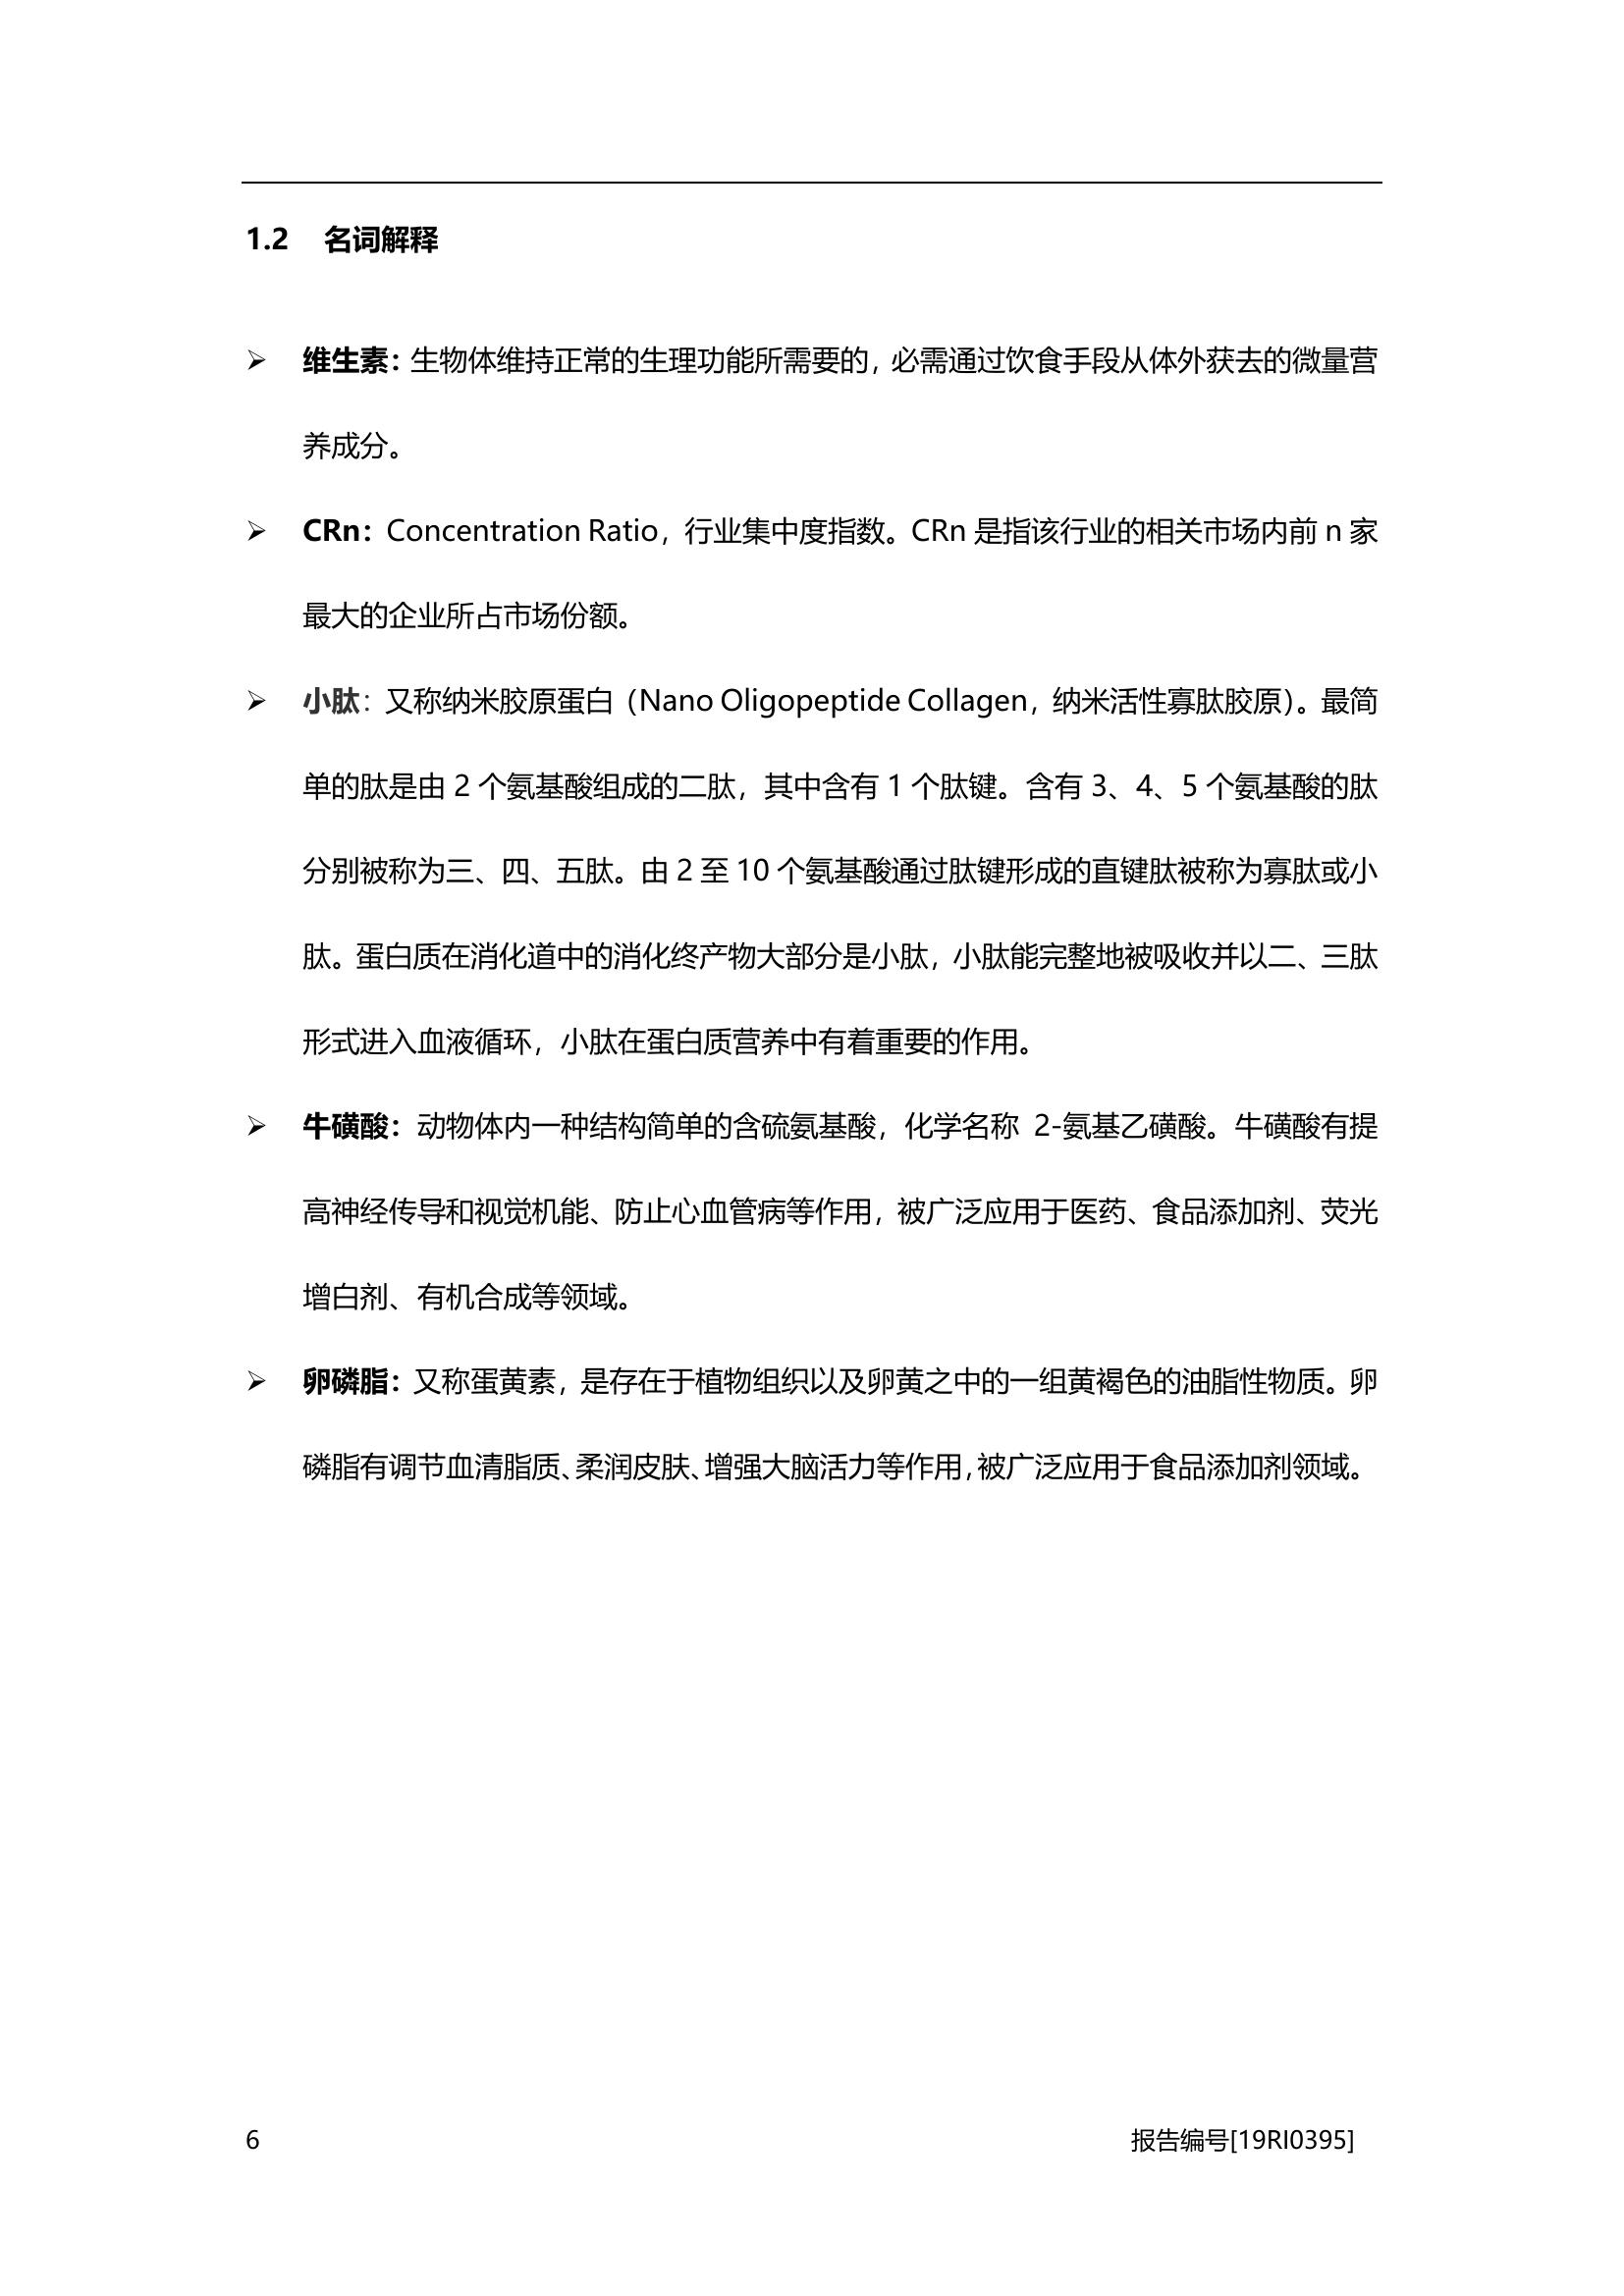 1.2 名词解释
➢ 维生素：生物体维持正常的生理功能所需要的，必需通过饮食手段从体外获去的微量营
养成分。
➢ CRn：Concentration Ratio，行业集中度指数。CRn 是指该行业的相关市场内前 n 家
最大的企业所占市场份额。
➢ 小肽：又称纳米胶原蛋白（Nano Oligopeptide Collagen，纳米活性寡肽胶原）。最简
单的肽是由 2 个氨基酸组成的二肽，其中含有 1 个肽键。含有 3、4、5 个氨基酸的肽
分别被称为三、四、五肽。由 2 至 10 个氨基酸通过肽键形成的直键肽被称为寡肽或小
肽。蛋白质在消化道中的消化终产物大部分是小肽，小肽能完整地被吸收并以二、三肽
形式进入血液循环，小肽在蛋白质营养中有着重要的作用。
➢ 牛磺酸：动物体内一种结构简单的含硫氨基酸，化学名称 2-氨基乙磺酸。牛磺酸有提
高神经传导和视觉机能、防止心血管病等作用，被广泛应用于医药、食品添加剂、荧光
增白剂、有机合成等领域。
➢ 卵磷脂：又称蛋黄素，是存在于植物组织以及卵黄之中的一组黄褐色的油脂性物质。卵
磷脂有调节血清脂质、柔润皮肤、增强大脑活力等作用，被广泛应用于食品添加剂领域。
6 报告编号[19RI0395]